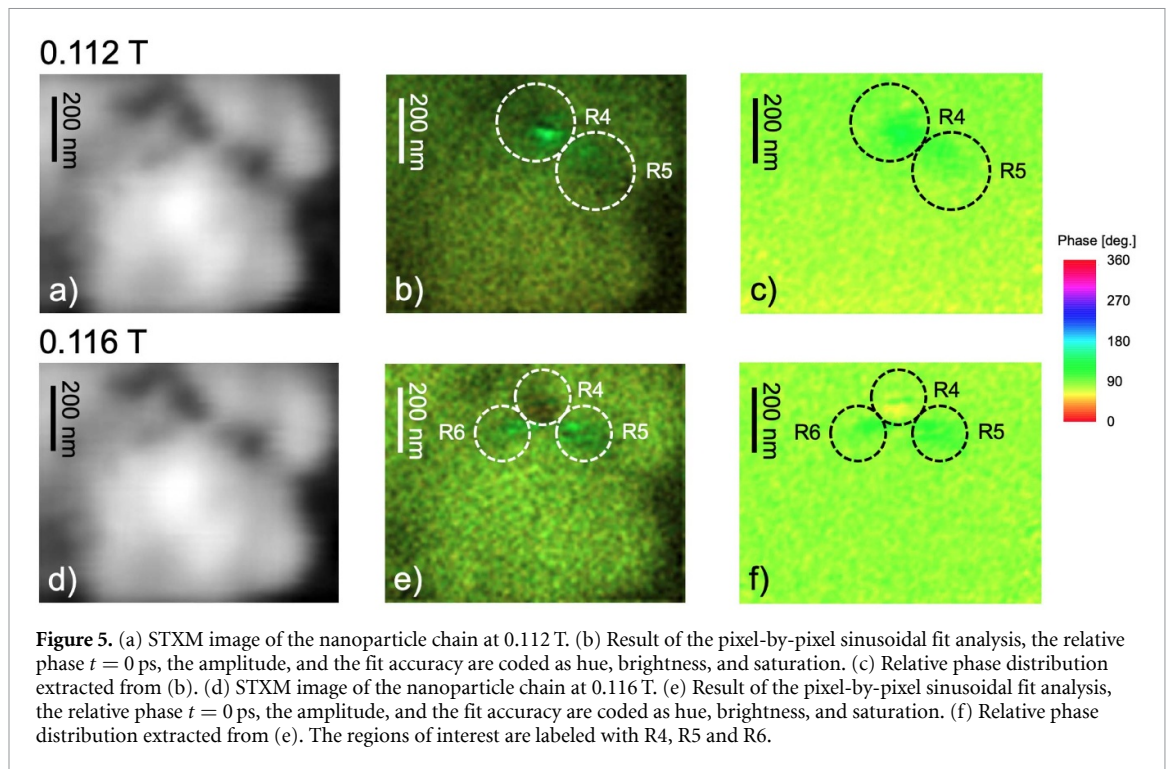 0.112 T
200 nm
a)
200 nm
R4
R5
b)
200 nm
R4
R5
c)
Phase [deg.]
360
270
180
90
0
0.116 T
200 nm
d)
200 nm
R4
R6
R5
e)
200 nm
R4
R6
R5
f)
Figure 5. (a) STXM image of the nanoparticle chain at 0.112 T. (b) Result of the pixel-by-pixel sinusoidal fit analysis, the relative
phase t = 0 ps, the amplitude, and the fit accuracy are coded as hue, brightness, and saturation. (c) Relative phase distribution
extracted from (b). (d) STXM image of the nanoparticle chain at 0.116 T. (e) Result of the pixel-by-pixel sinusoidal fit analysis,
the relative phase t = 0 ps, the amplitude, and the fit accuracy are coded as hue, brightness, and saturation. (f) Relative phase
distribution extracted from (e). The regions of interest are labeled with R4, R5 and R6.